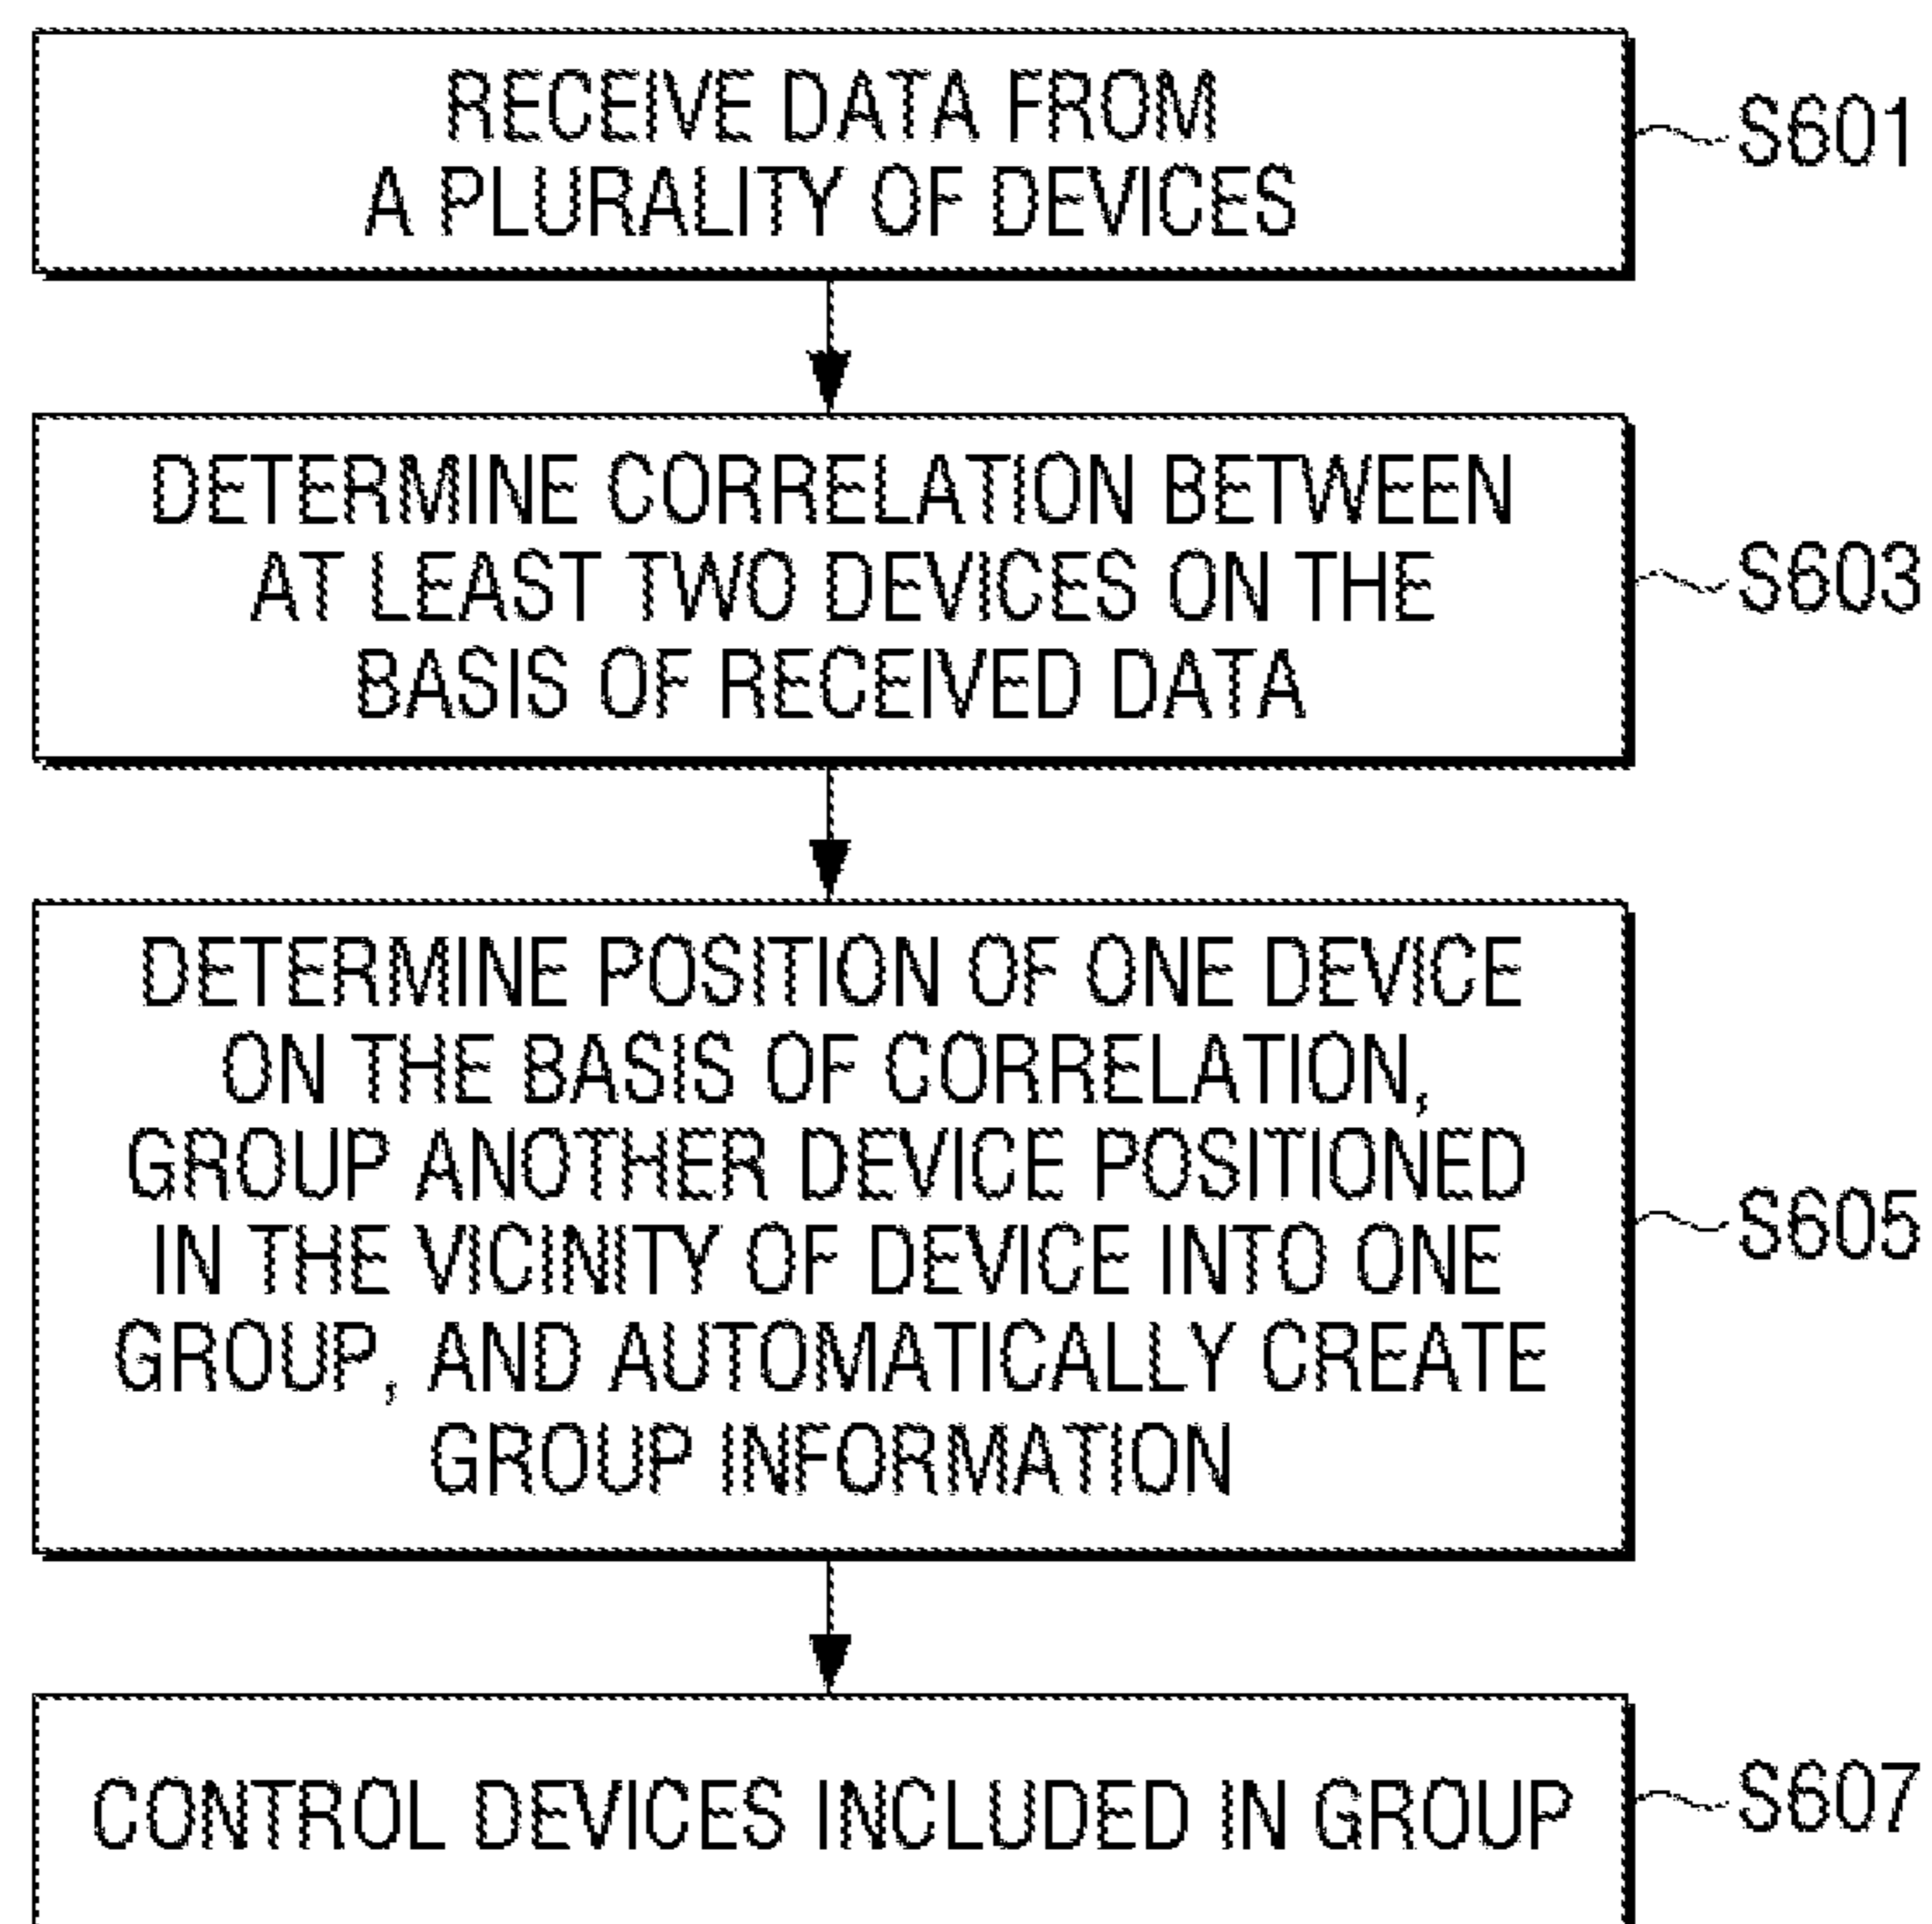 RECEIVE DATA FROM
A PLURALITY OF DEVICES
S601
DETERMINE CORRELATION BETWEEN
AT LEAST TWO DEVICES ON THE
BASIS OF RECEIVED DATA
S603
DETERMINE POSITION OF ONE DEVICE
ON THE BASIS OF CORRELATION,
GROUP ANOTHER DEVICE POSITIONED
IN THE VICINITY OF DEVICE INTO ONE
GROUP, AND AUTOMATICALLY CREATE
GROUP INFORMATION
S605
CONTROL DEVICES INCLUDED IN GROUP
S607